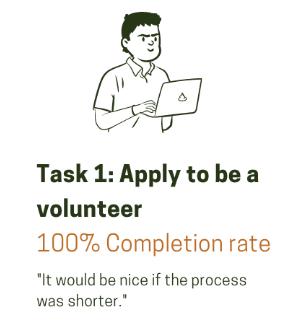 Task 1: Apply to be a
volunteer
100% Completion rate
"It would be nice if the process
was shorter."